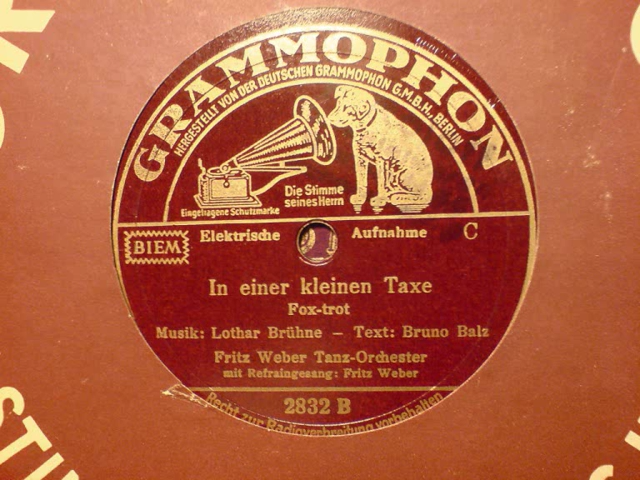 GRAMMOPHON
HERGESTELLT VON DER DEUTSCHEN GRAMMOPHON G.M.B.H., BERLIN
Die Stimme
seines Herrn
Eingetragene Schutzmarke
BIEM Elektrische Aufnahme C
In einer kleinen Taxe
Fox-trot
Musik: Lothar Brühne – Text: Bruno Balz
Fritz Weber Tanz-Orchester
mit Refraingesang: Fritz Weber
2832 B
Recht zur Radioverbreitung vorbehalten